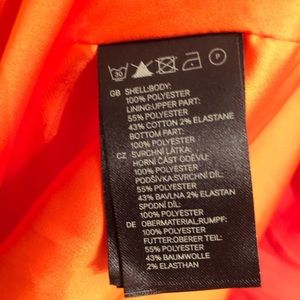 30 P
GB SHELL:BODY:
100% POLYESTER
LINING:UPPER PART:
55% POLYESTER
43% COTTON 2% ELASTANE
BOTTOM PART:
100% POLYESTER
CZ SVRCHNÍ LÁTKA:
HORNÍ ČÁST ODĚVU:
100% POLYESTER
PODŠÍVKA:SVRCHNÍ DÍL:
55% POLYESTER
43% BAVLNA 2% ELASTAN
SPODNÍ DÍL:
100% POLYESTER
DE OBERMATERIAL:RUMPF:
100% POLYESTER
FUTTER:OBERER TEIL:
55% POLYESTER
43% BAUMWOLLE
2% ELASTHAN